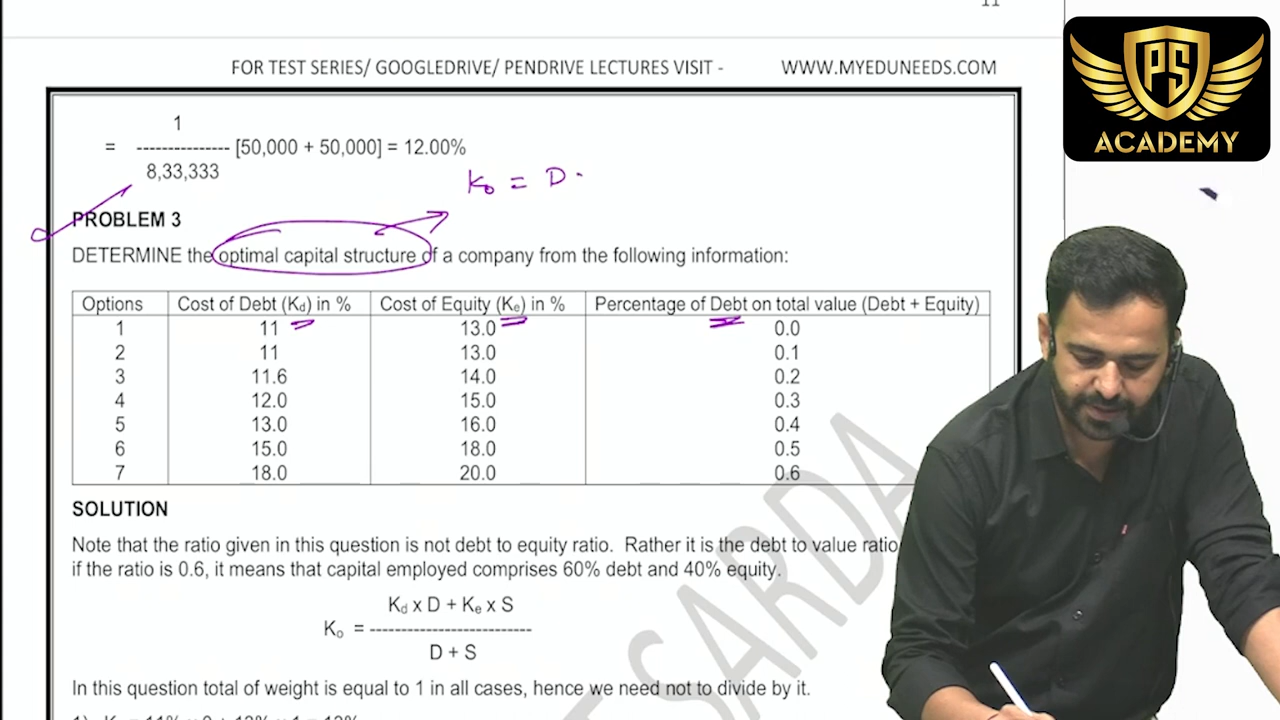 11
FOR TEST SERIES/ GOOGLEDRIVE/ PENDRIVE LECTURES VISIT - WWW.MYEDUNEEDS.COM
PS
ACADEMY
1
= --------------- [50,000 + 50,000] = 12.00%
8,33,333
K₀ = D
PROBLEM 3
DETERMINE the optimal capital structure of a company from the following information:
Options Cost of Debt (Kd) in % Cost of Equity (Ke) in % Percentage of Debt on total value (Debt + Equity)
1 11 13.0 0.0
2 11 13.0 0.1
3 11.6 14.0 0.2
4 12.0 15.0 0.3
5 13.0 16.0 0.4
6 15.0 18.0 0.5
7 18.0 20.0 0.6
SOLUTION
Note that the ratio given in this question is not debt to equity ratio. Rather it is the debt to value ratio
if the ratio is 0.6, it means that capital employed comprises 60% debt and 40% equity.
Kd x D + Ke x S
Ko = --------------------------
D + S
In this question total of weight is equal to 1 in all cases, hence we need not to divide by it.
SARDA